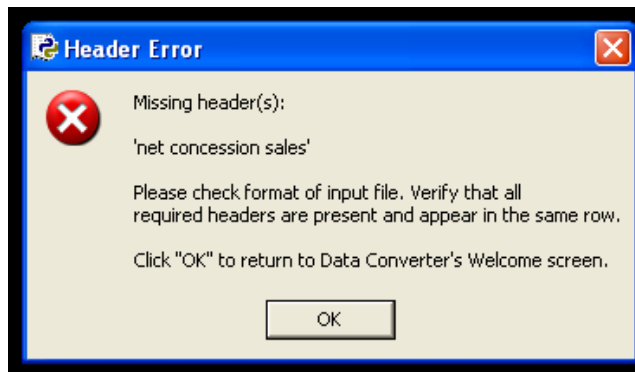 Header Error
Missing header(s):
'net concession sales'
Please check format of input file. Verify that all
required headers are present and appear in the same row.
Click "OK" to return to Data Converter's Welcome screen.
OK